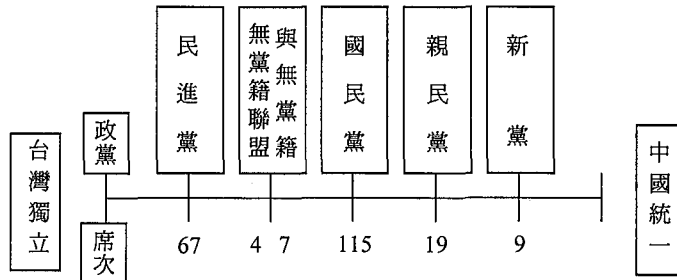 台灣獨立
政黨
民進黨
無黨籍聯盟
與無黨籍
國民黨
親民黨
新黨
中國統一
席次
67 4 7 115 19 9